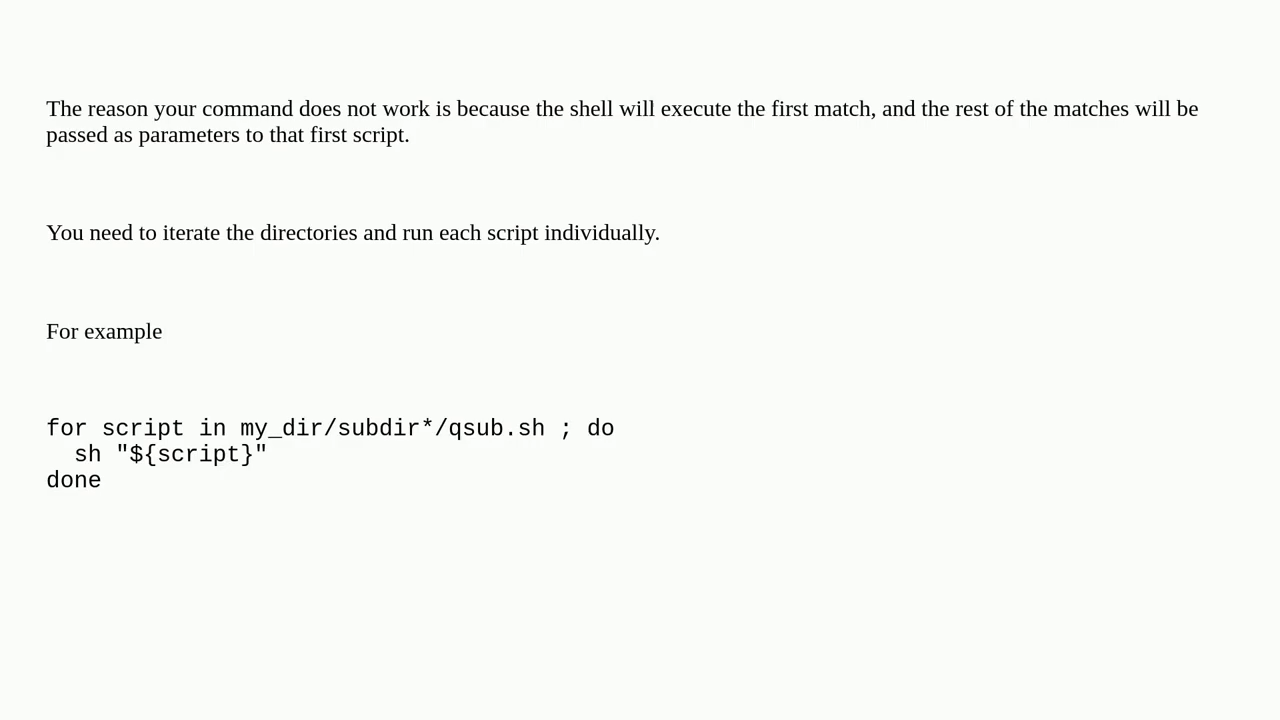 The reason your command does not work is because the shell will execute the first match, and the rest of the matches will be
passed as parameters to that first script.
You need to iterate the directories and run each script individually.
For example
for script in my_dir/subdir*/qsub.sh ; do
  sh "${script}"
done